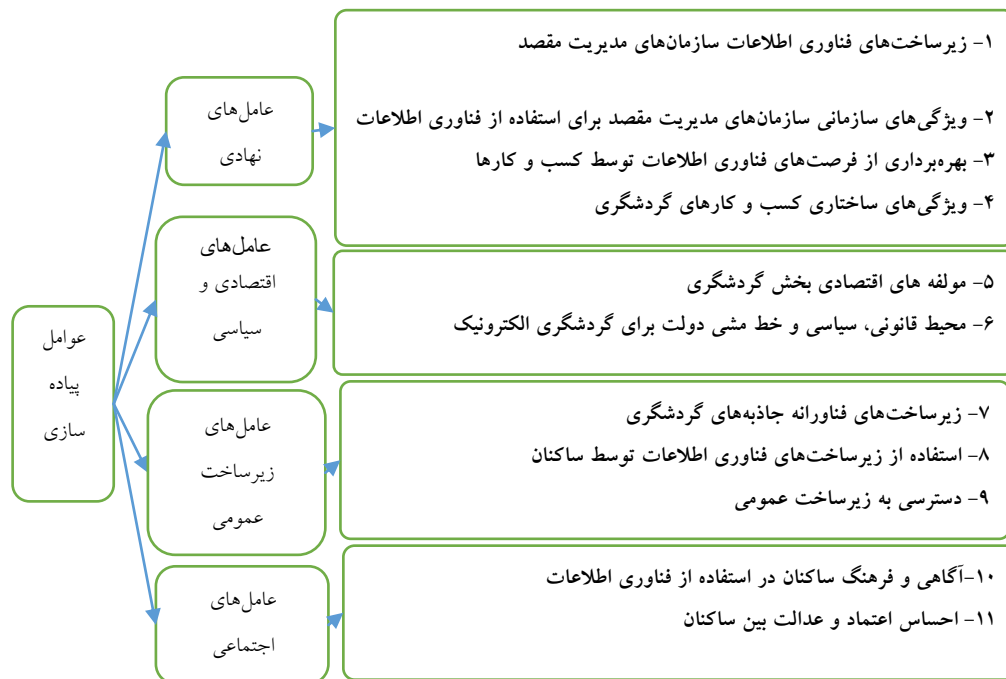 عوامل
پیاده
سازی
عامل‌های
نهادی
۱- زیرساخت‌های فناوری اطلاعات سازمان‌های مدیریت مقصد
۲- ویژگی‌های سازمانی سازمان‌های مدیریت مقصد برای استفاده از فناوری اطلاعات
۳- بهره‌برداری از فرصت‌های فناوری اطلاعات توسط کسب و کارها
۴- ویژگی‌های ساختاری کسب و کارهای گردشگری
عامل‌های
اقتصادی و
سیاسی
۵- مولفه های اقتصادی بخش گردشگری
۶- محیط قانونی، سیاسی و خط مشی دولت برای گردشگری الکترونیک
عامل‌های
زیرساخت
عمومی
۷- زیرساخت‌های فناورانه جاذبه‌های گردشگری
۸- استفاده از زیرساخت‌های فناوری اطلاعات توسط ساکنان
۹- دسترسی به زیرساخت عمومی
عامل‌های
اجتماعی
۱۰-آگاهی و فرهنگ ساکنان در استفاده از فناوری اطلاعات
۱۱- احساس اعتماد و عدالت بین ساکنان